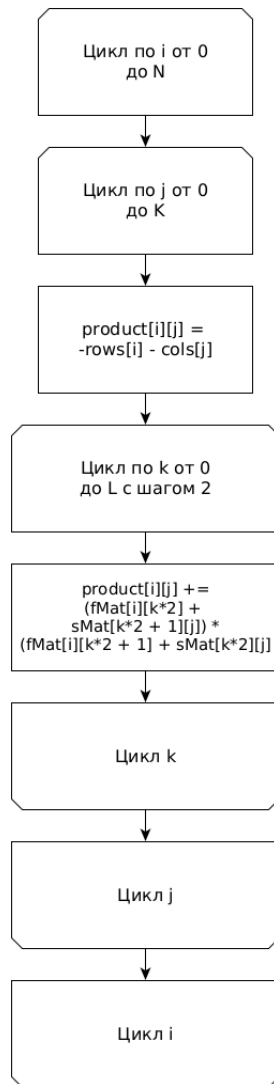 Цикл по i от 0
до N
Цикл по j от 0
до K
product[i][j] =
-rows[i] - cols[j]
Цикл по k от 0
до L с шагом 2
product[i][j] +=
(fMat[i][k*2] +
sMat[k*2 + 1][j]) *
(fMat[i][k*2 + 1] + sMat[k*2][j]
Цикл k
Цикл j
Цикл i